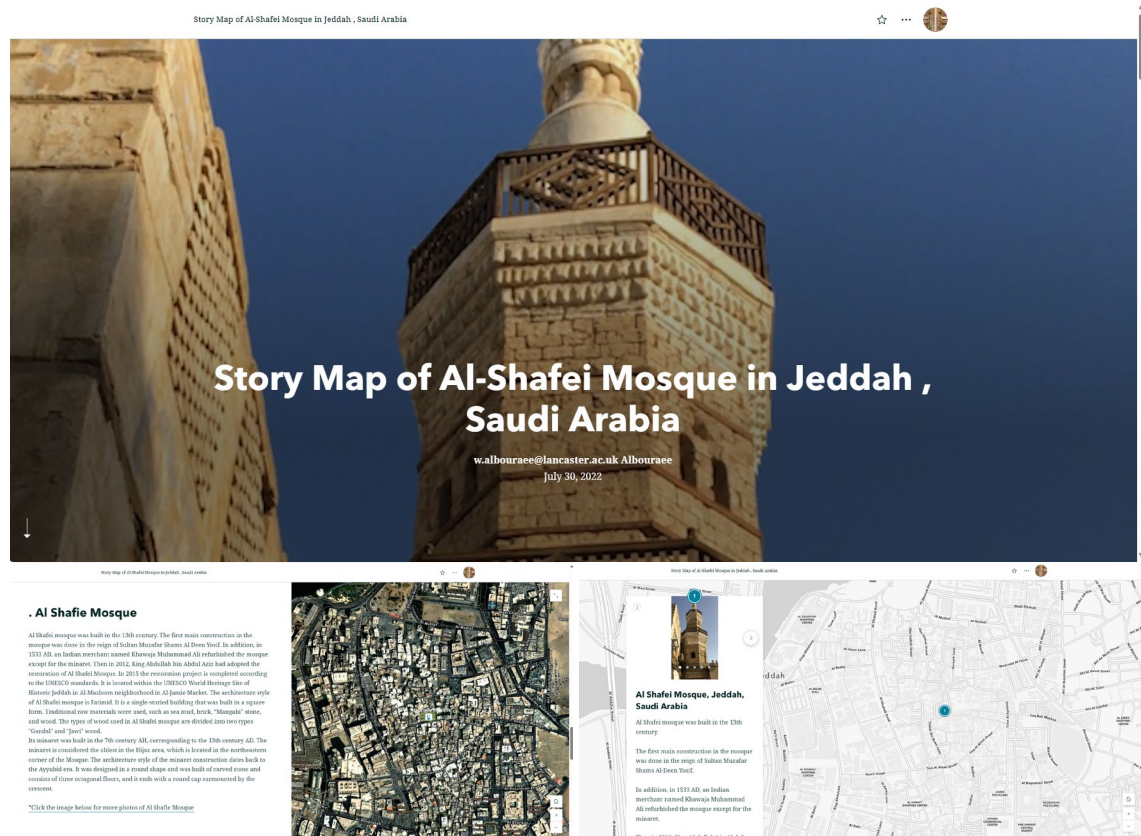 Story Map of Al-Shafei Mosque in Jeddah , Saudi Arabia
Story Map of Al-Shafei Mosque in Jeddah ,
Saudi Arabia
w.albouraee@lancaster.ac.uk Albouraee
July 30, 2022
Story Map of Al-Shafei Mosque in Jeddah , Saudi Arabia
. Al Shafie Mosque
Al Shafei mosque was built in the 13th century. The first main construction in the
mosque was done in the reign of Sultan Muzafar Shams Al-Deen Yosif. In addition, in
1533 AD, an Indian merchant named Khawaja Muhammad Ali refurbished the mosque
except for the minaret. Then in 2012, King Abdullah bin Abdul Aziz bad adopted the
restoration of Al Shafei Mosque. In 2015 the restoration project is completed according
to the UNESCO standards. It is located within the UNESCO World Heritage Site of
Historic Jeddah in Al-Mazloom neighborhood in Al-Jamie Market. The architecture style
of Al Shafei mosque is Fatimid. It is a single-storied building that was built in a square
form. Traditional raw materials were used, such as sea mud, brick, "Mangabi" stone,
and wood. The types of wood used in Al Shafei mosque are divided into two types
"Gandal" and "Jawi" wood.
Its minaret was built in the 7th century AH, corresponding to the 13th century AD. The
minaret is considered the oldest in the Hijaz area, which is located in the northeastern
corner of the Mosque. The architecture style of the minaret construction dates back to
the Ayyubid era. It was designed in a round shape and was built of carved stone and
consists of three octagonal floors, and it ends with a round cap surmounted by the
crescent.
*Click the image below for more photos of Al Shafie Mosque
Story Map of Al-Shafei Mosque in Jeddah , Saudi Arabia
1
Al Shafei Mosque, Jeddah,
Saudi Arabia
Al Shafei mosque was built in the 13th
century.
The first main construction in the mosque
was done in the reign of Sultan Muzafar
Shams Al-Deen Yosif.
In addition, in 1533 AD, an Indian
merchant named Khawaja Muhammad
Ali refurbished the mosque except for the
minaret.
eddah
1